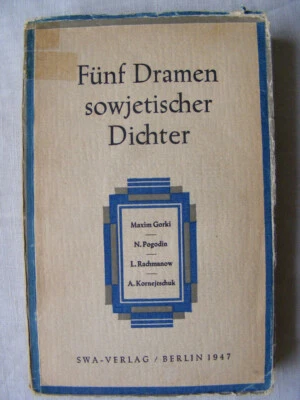 Fünf Dramen
sowjetischer
Dichter
Maxim Gorki
N. Pogodin
L. Rachmanow
A. Kornejtschuk
SWA-VERLAG / BERLIN 1947